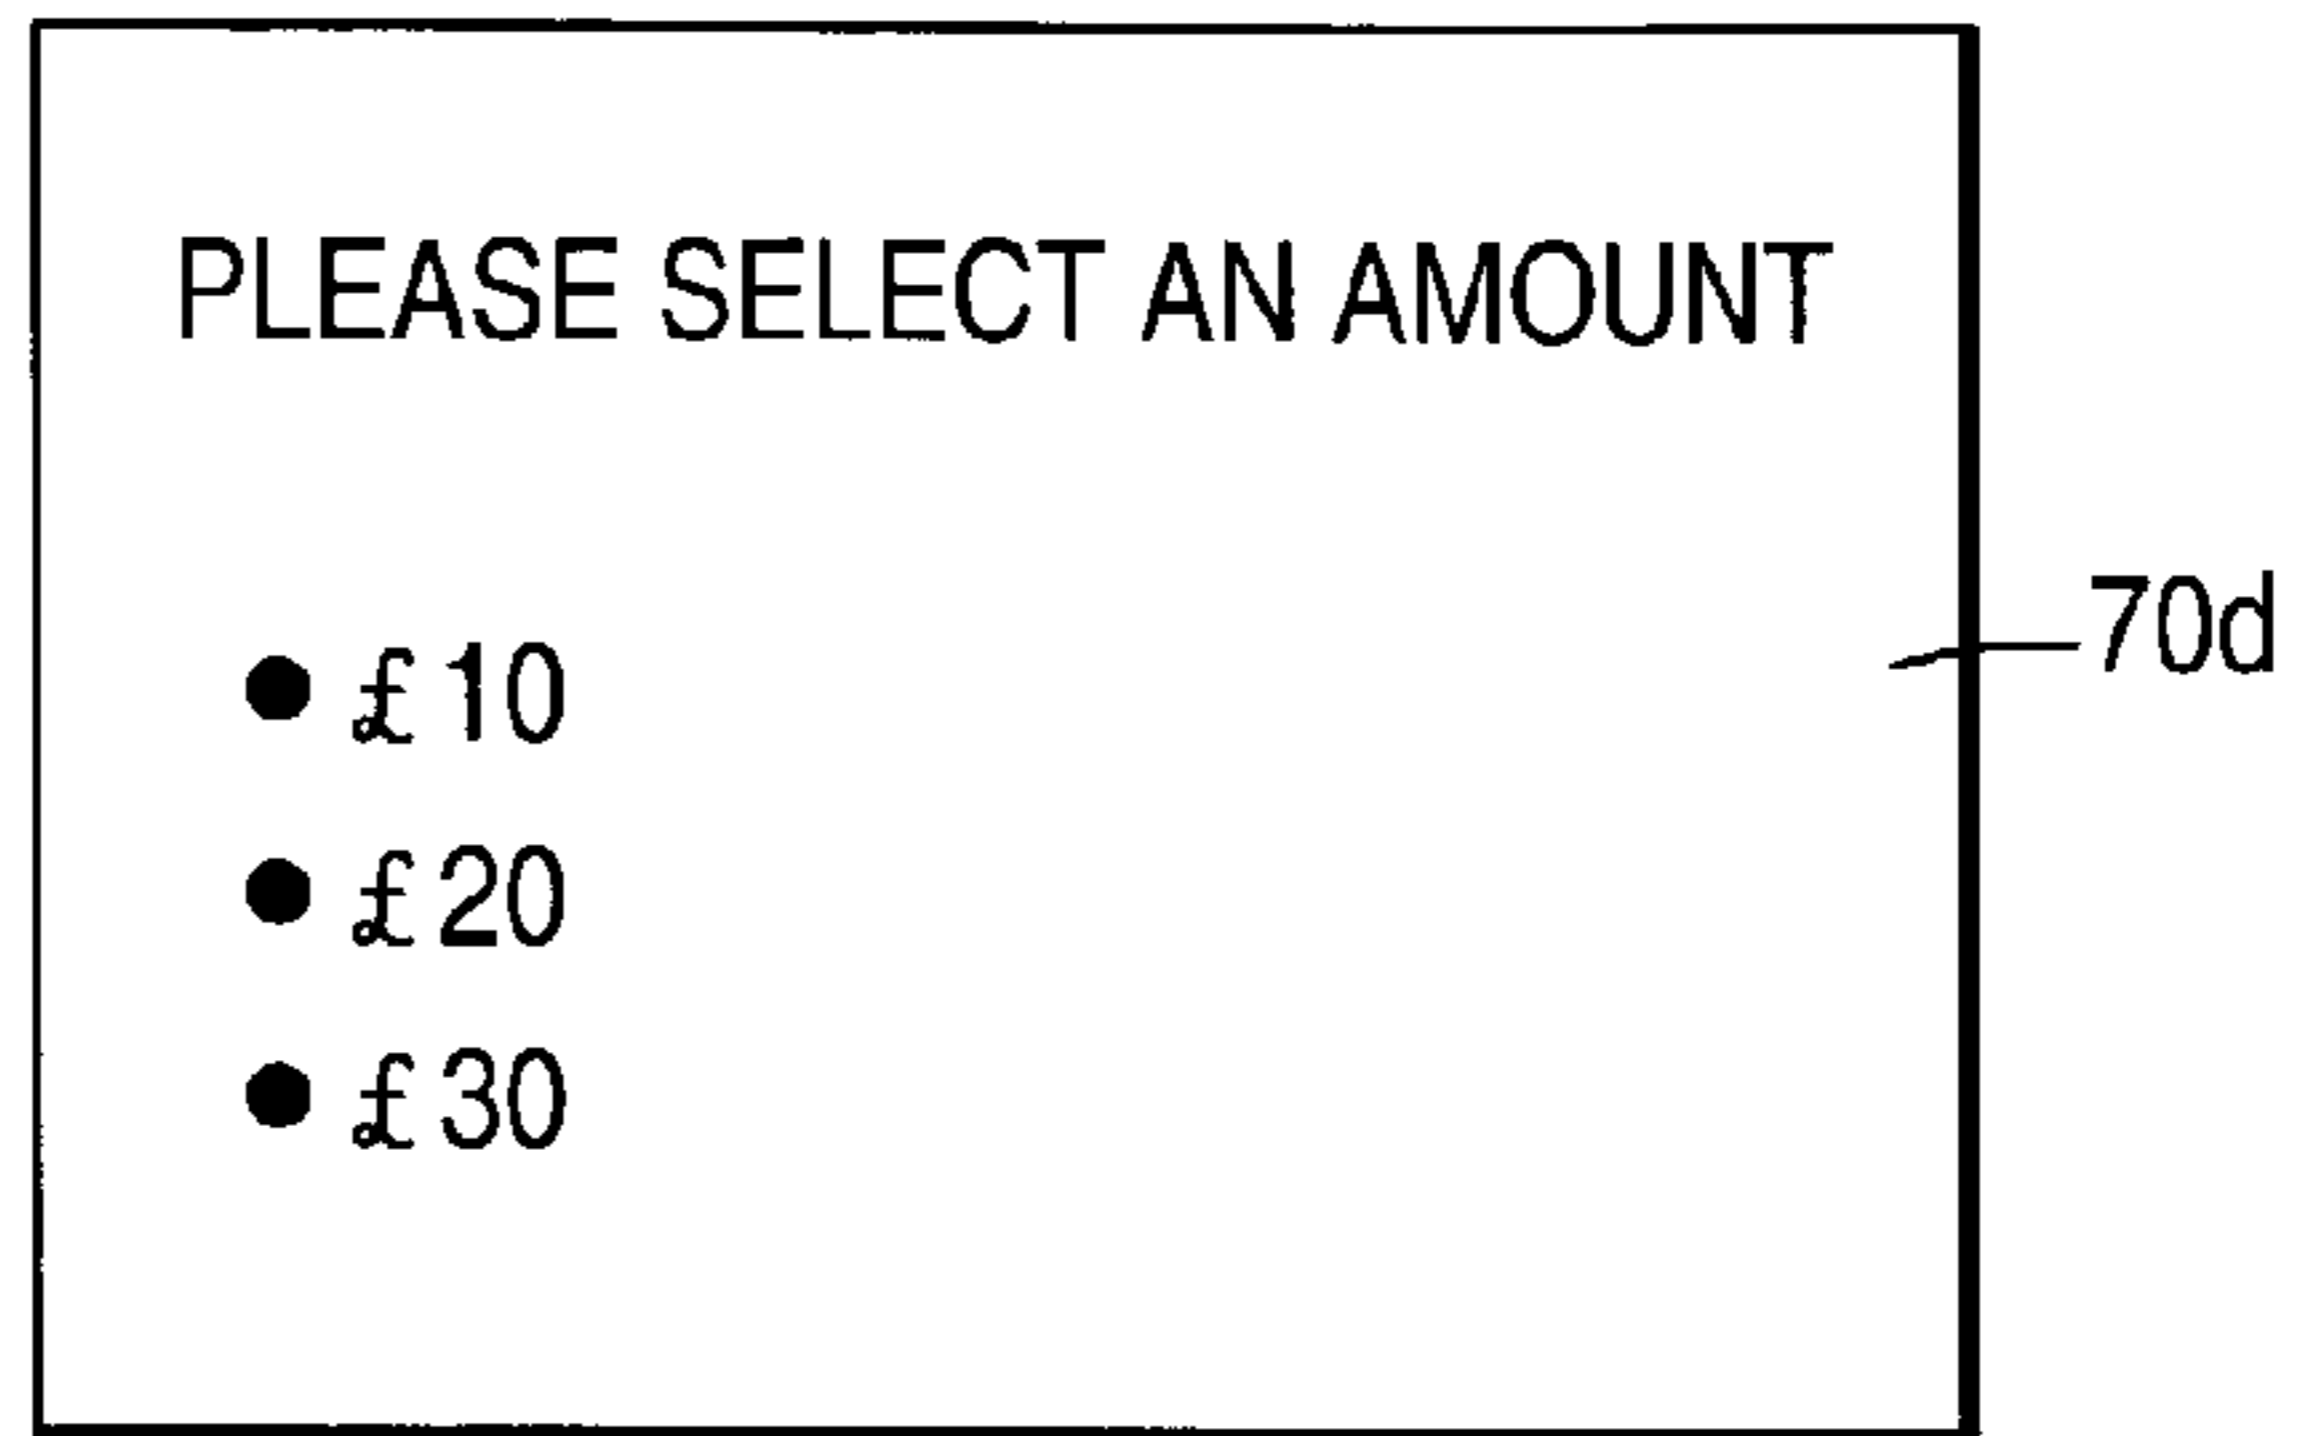 PLEASE SELECT AN AMOUNT
70d
● £10
● £20
● £30